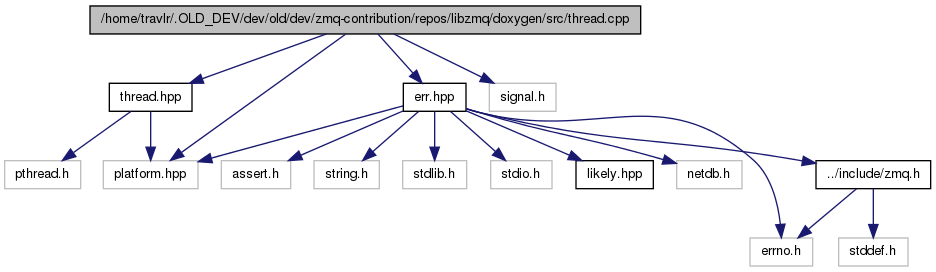 /home/travlr/.OLD_DEV/dev/old/dev/zmq-contribution/repos/libzmq/doxygen/src/thread.cpp
thread.hpp
err.hpp
signal.h
pthread.h
platform.hpp
assert.h
string.h
stdlib.h
stdio.h
likely.hpp
netdb.h
../include/zmq.h
errno.h
stddef.h